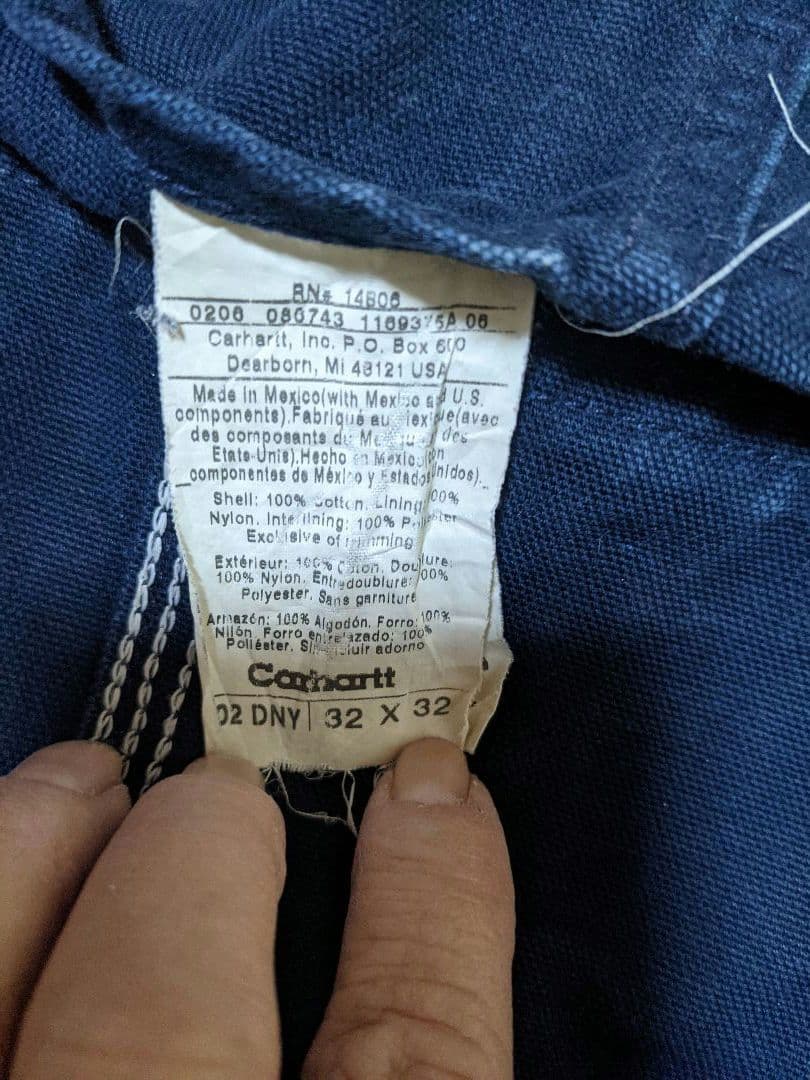 RN# 14806
0206 080743 1169375A 06
Carhartt, Inc. P.O. Box 600
Dearborn, Mi 48121 USA
Made in Mexico(with Mexico and U.S.
components).Fabriqué au (avec
des composants du et des
Etats-Unis).Hecho en Mexico(con
componentes de México y Estados Unidos).
Shell: 100% Cotton. Lining 100%
Nylon. Interlining: 100% Polyester
Exclusive of trimming
Extérieur: 100% Coton. Doublure:
100% Nylon. Entredoublure: 100%
Polyester. Sans garniture
Armazón: 100% Algodón. Forro: 100%
Nilón. Forro entrelazado: 100%
Poliéster. Sin incluir adorno
Carhartt
02 DNY 32 X 32